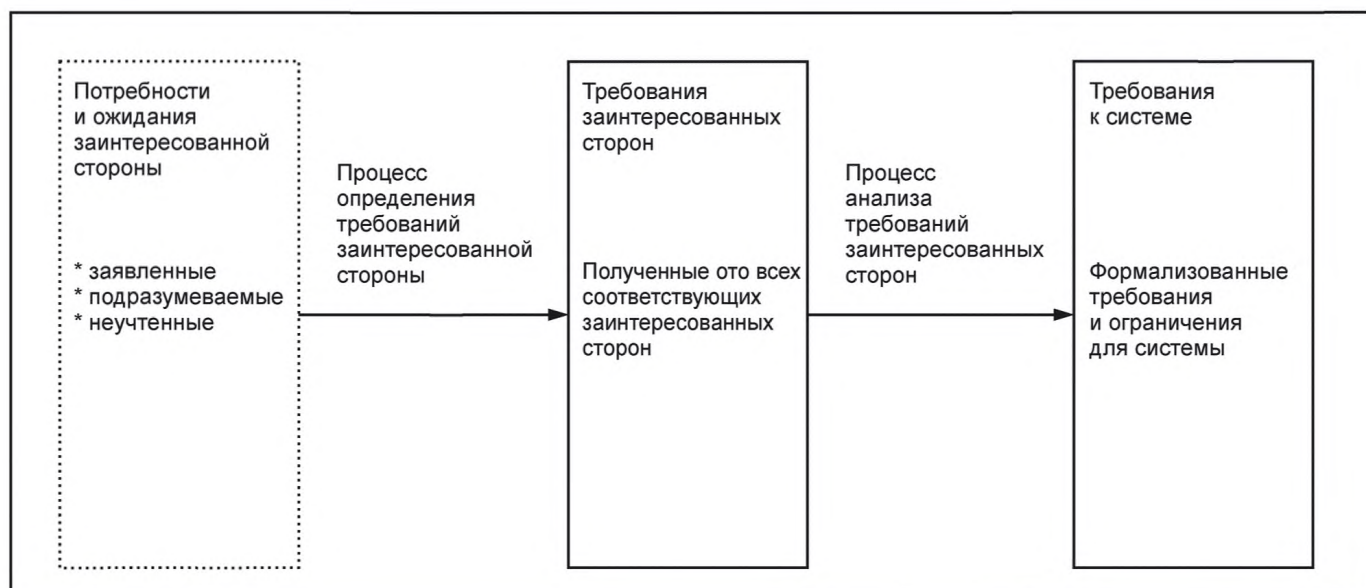 Потребности
и ожидания
заинтересованной
стороны
* заявленные
* подразумеваемые
* неучтенные
Процесс
определения
требований
заинтересованной
стороны
Требования
заинтересованных
сторон
Полученные ото всех
соответствующих
заинтересованных
сторон
Процесс
анализа
требований
заинтересованных
сторон
Требования
к системе
Формализованные
требования
и ограничения
для системы